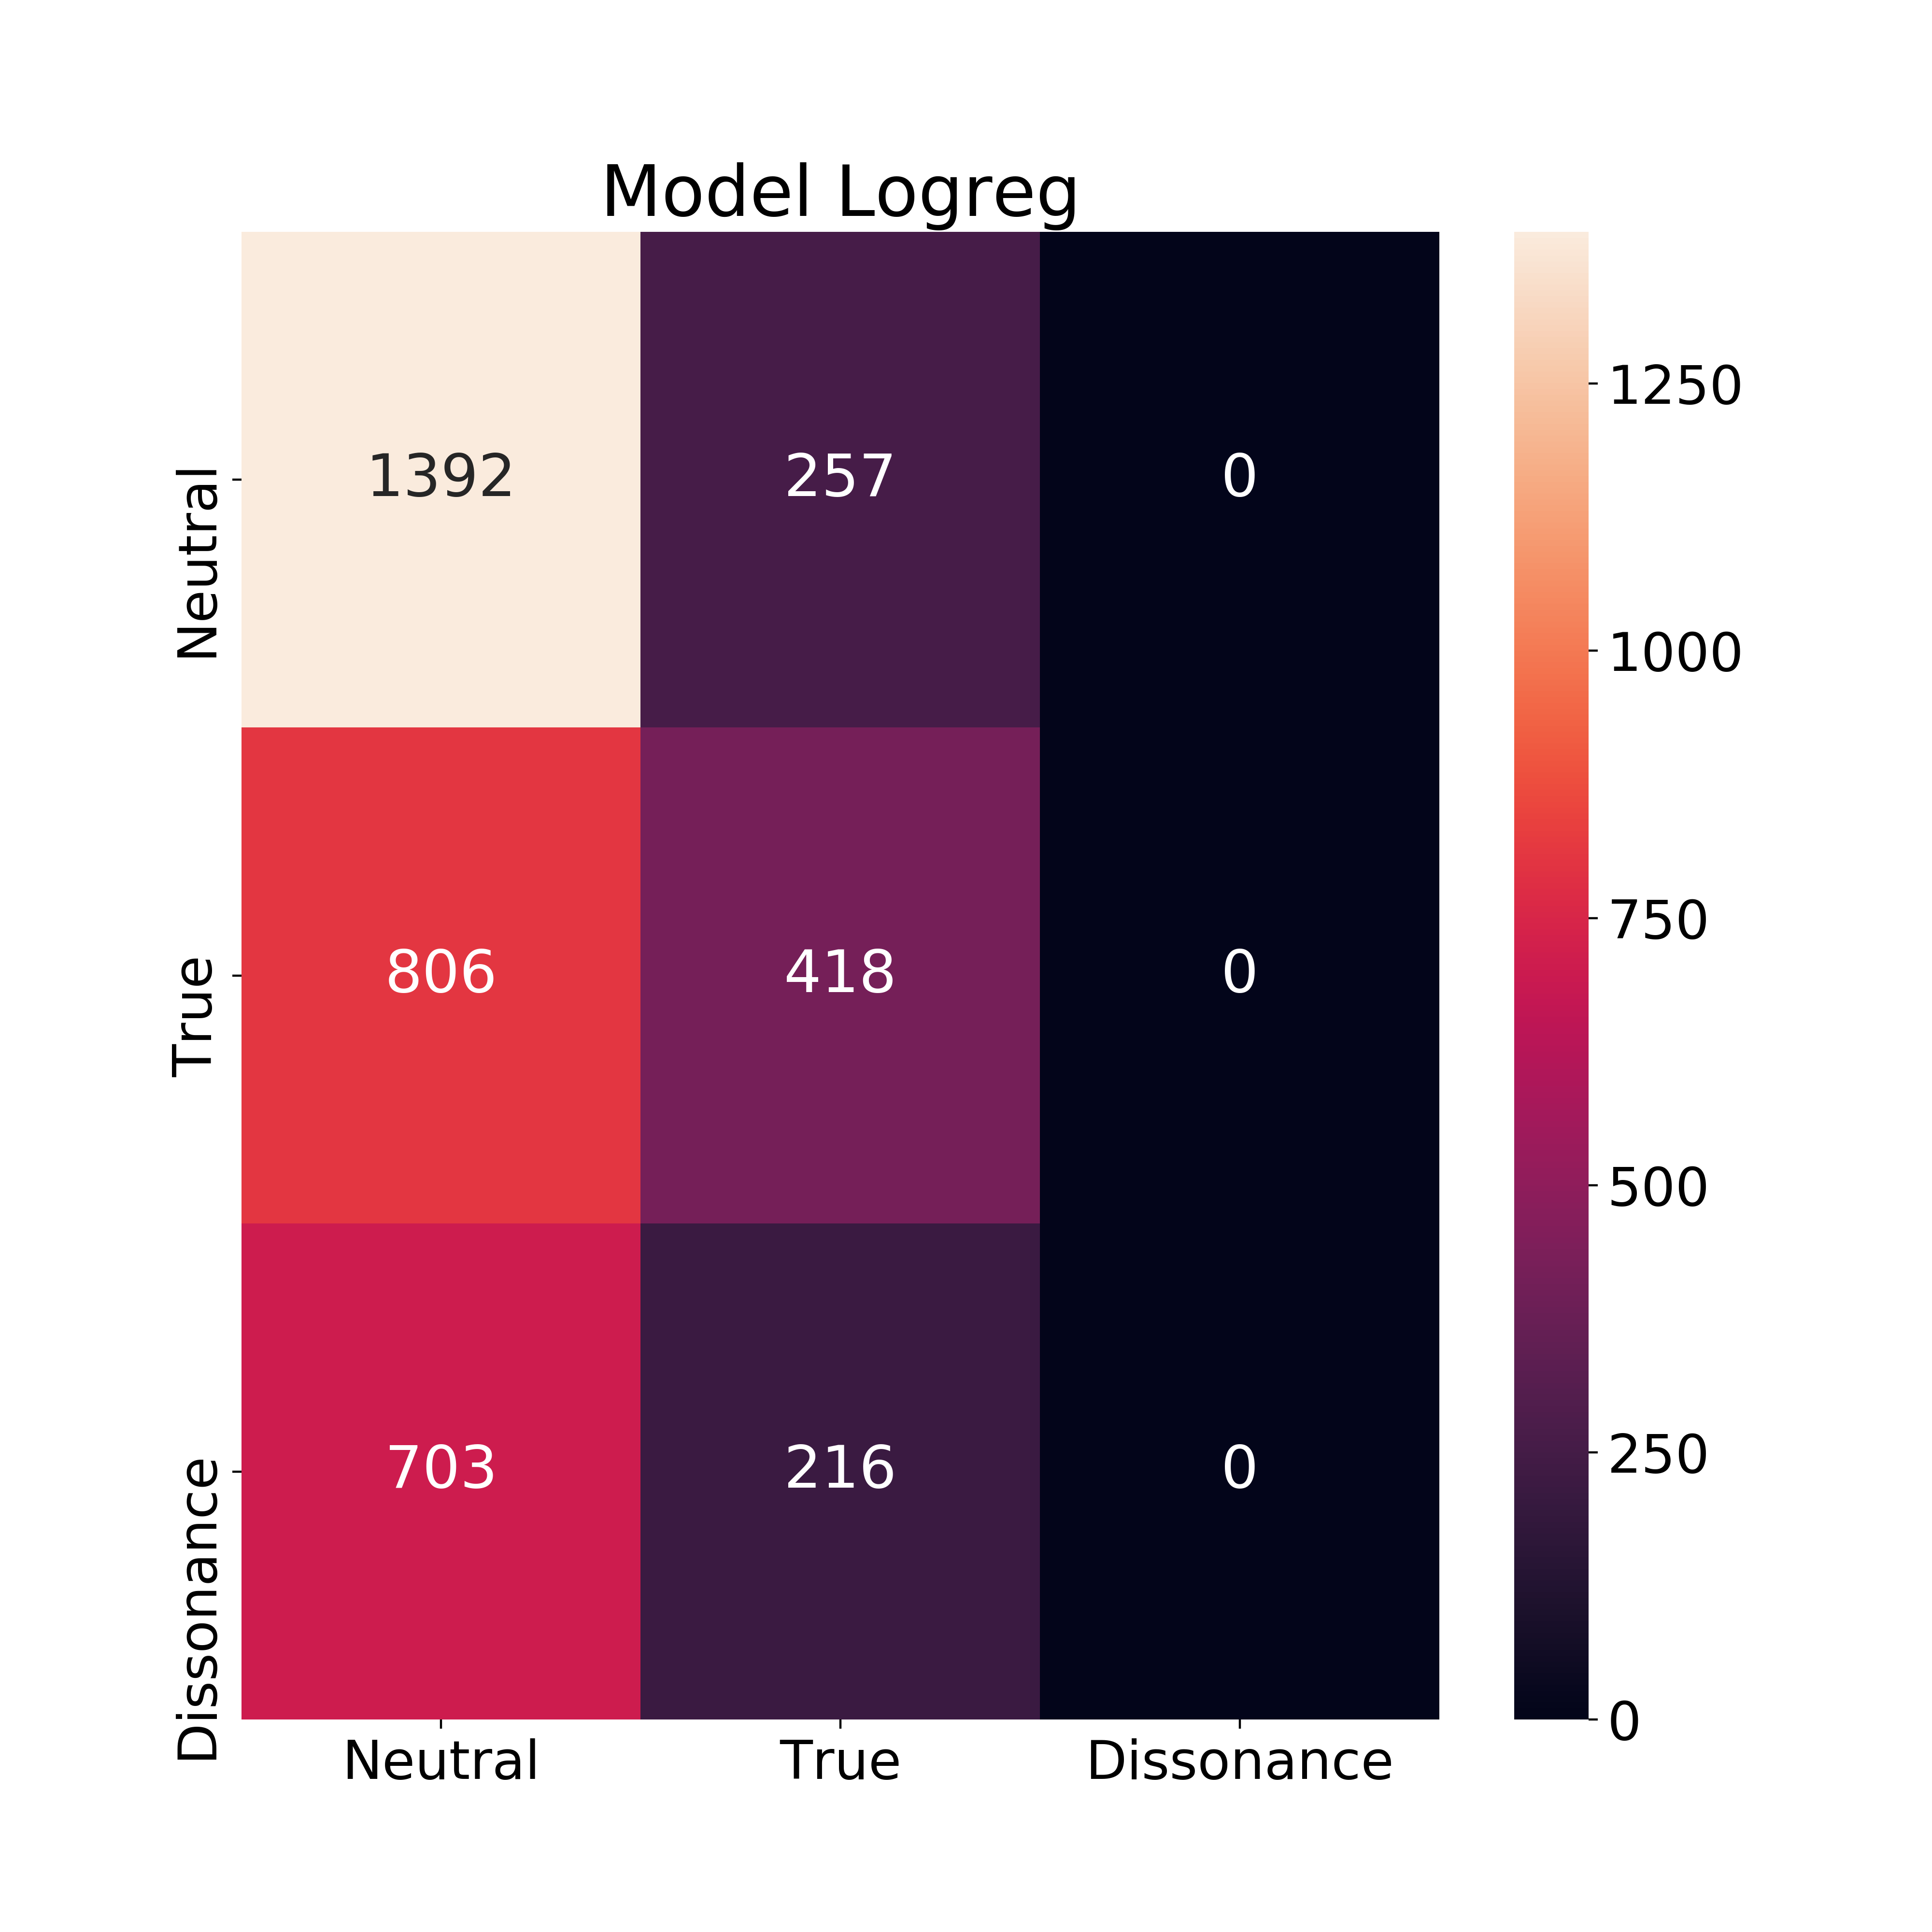 Model Logreg
Neutral
1392 257 0
True
806 418 0
Dissonance
703 216 0
Neutral True Dissonance
1250
1000
750
500
250
0